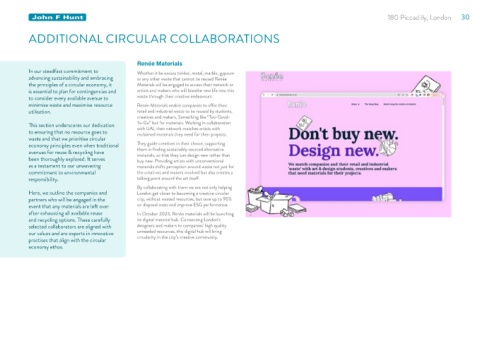 John F Hunt
180 Piccadilly, London 30
ADDITIONAL CIRCULAR COLLABORATIONS
In our steadfast commitment to
advancing sustainability and embracing
the principles of a circular economy, it
is essential to plan for contingencies and
to consider every available avenue to
minimise waste and maximise resource
utilisation.
This section underscores our dedication
to ensuring that no resource goes to
waste and that we prioritise circular
economy principles even when traditional
avenues for reuse & recycling have
been thoroughly explored. It serves
as a testament to our unwavering
commitment to environmental
responsibility.
Here, we outline the companies and
partners who will be engaged in the
event that any materials are left over
after exhausting all available reuse
and recycling options. These carefully
selected collaborators are aligned with
our values and are experts in innovative
practises that align with the circular
economy ethos.
Renée Materials
Whether it be excess timber, metal, marble, gypsum
or any other waste that cannot be reused Renée
Materials will be engaged to access their network or
artists and makers who will breathe new life into this
waste through their creative endeavours
Renée Materials enable companies to offer their
retail and industrial waste to be reused by students,
creatives and makers. Something like "Too-Good-
To-Go" but for materials. Working in collaboration
with UAL, their network matches artists with
reclaimed materials they need for their projects.
They guide creatives in their choice, supporting
them in finding sustainably sourced alternative
materials, so that they can design new rather than
buy new. Providing artists with unconventional
materials shifts perception around waste not just for
the creatives and makers involved but also creates a
talking point around the art itself.
By collaborating with them we are not only helping
London get closer to becoming a creative circular
city, without wasted resources, but save up to 90%
on disposal costs and improve ESG performance.
In October 2023, Renée materials will be launching
its digital material hub. Connecting London's
designers and makers to companies' high quality
unneeded resources, this digital hub will bring
circularity in the city's creative community.
Renée
Don't buy new.
Design new.
We match companies and their retail and industrial
'waste' with art & design students, creatives and makers
that need materials for their projects.